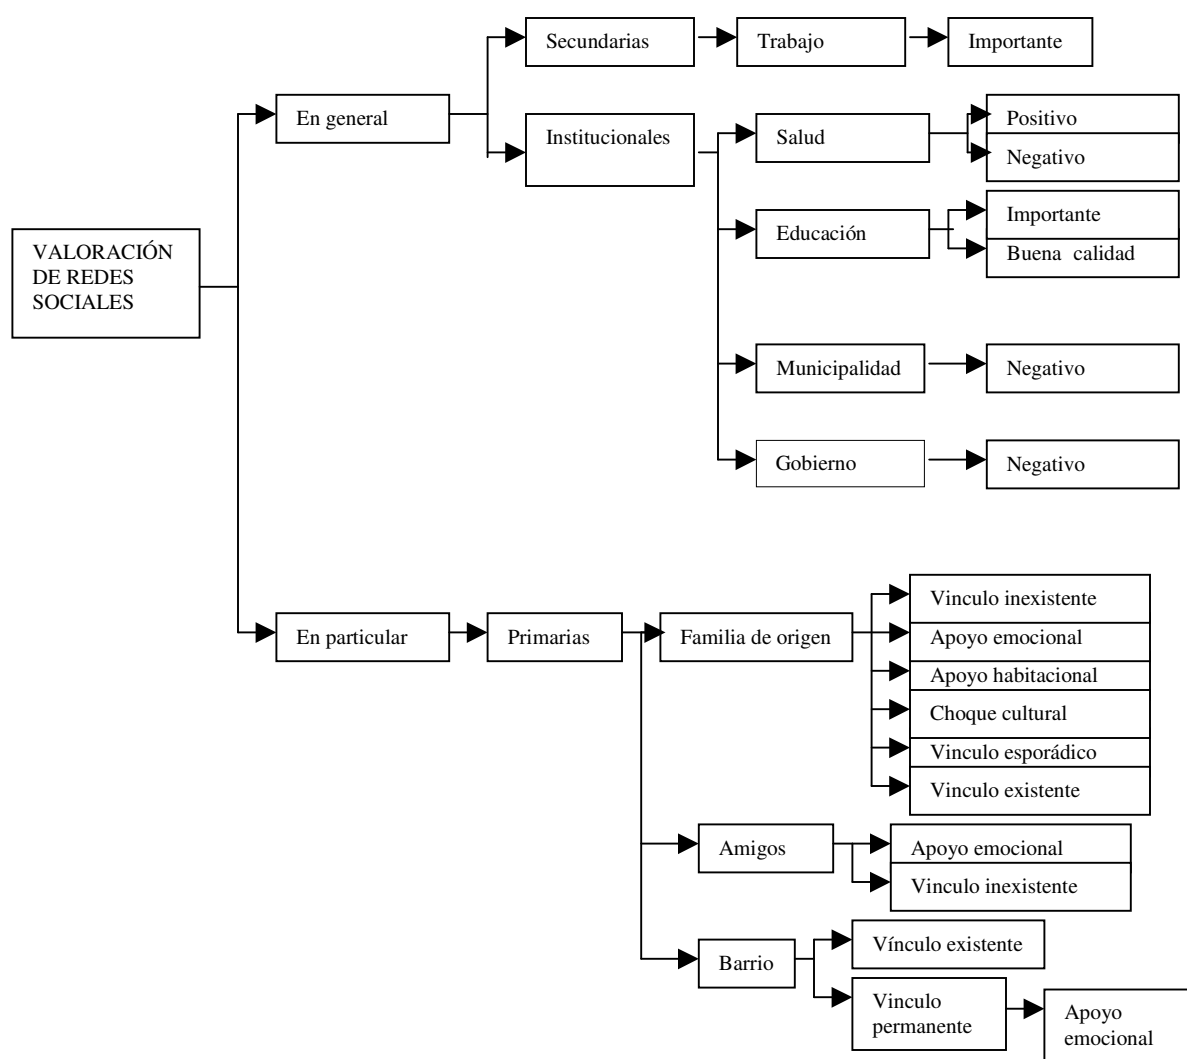 Secundarias
Trabajo
Importante
En general
Institucionales
Salud
Positivo
Negativo
Educación
Importante
Buena calidad
VALORACIÓN
DE REDES
SOCIALES
Municipalidad
Negativo
Gobierno
Negativo
En particular
Primarias
Familia de origen
Vinculo inexistente
Apoyo emocional
Apoyo habitacional
Choque cultural
Vinculo esporádico
Vinculo existente
Amigos
Apoyo emocional
Vinculo inexistente
Barrio
Vínculo existente
Vinculo
permanente
Apoyo
emocional